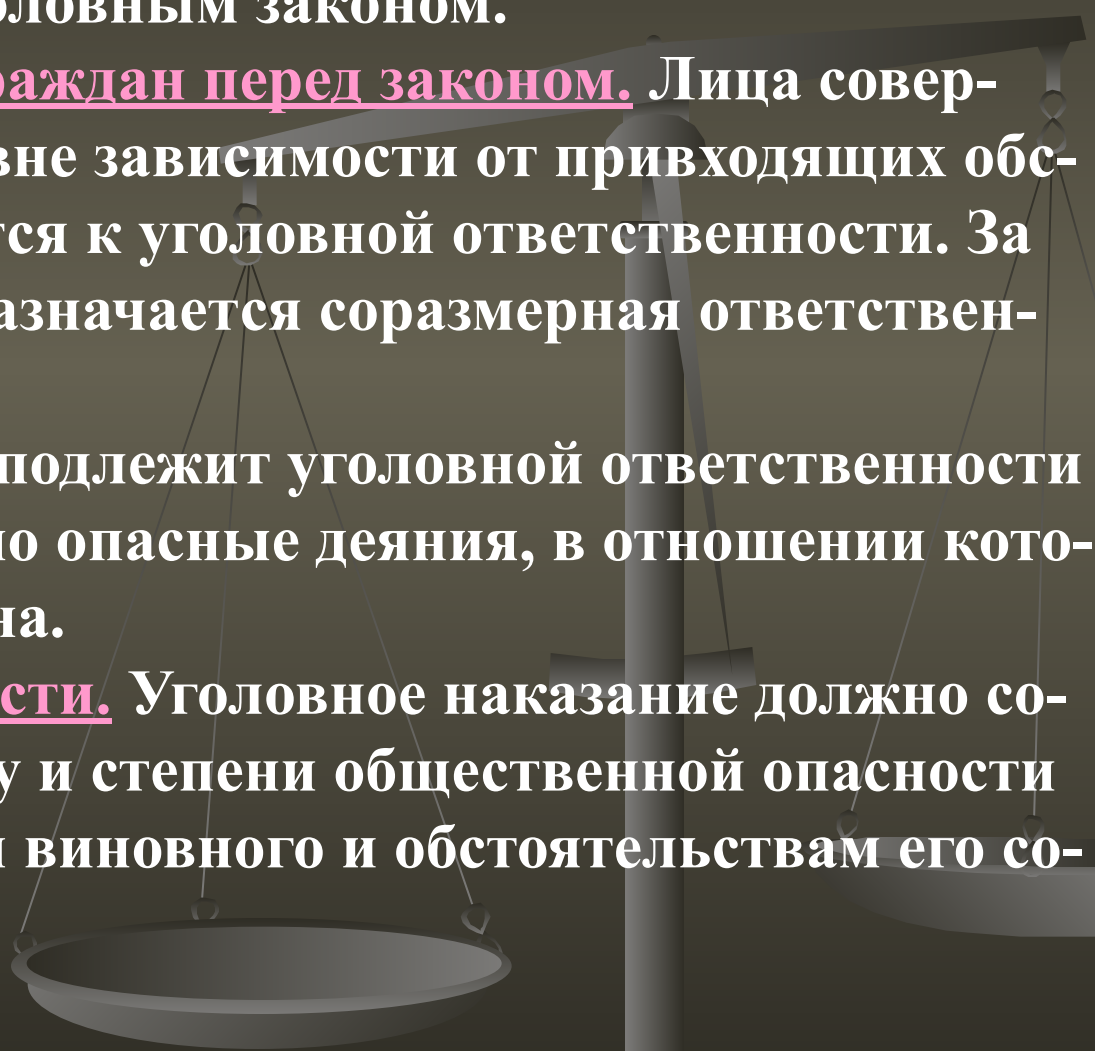 оловным законом.
раждан перед законом. Лица совер-
вне зависимости от привходящих обс-
тся к уголовной ответственности. За
азначается соразмерная ответствен-
подлежит уголовной ответственности
но опасные деяния, в отношении кото-
на.
сти. Уголовное наказание должно со-
у и степени общественной опасности
и виновного и обстоятельствам его со-